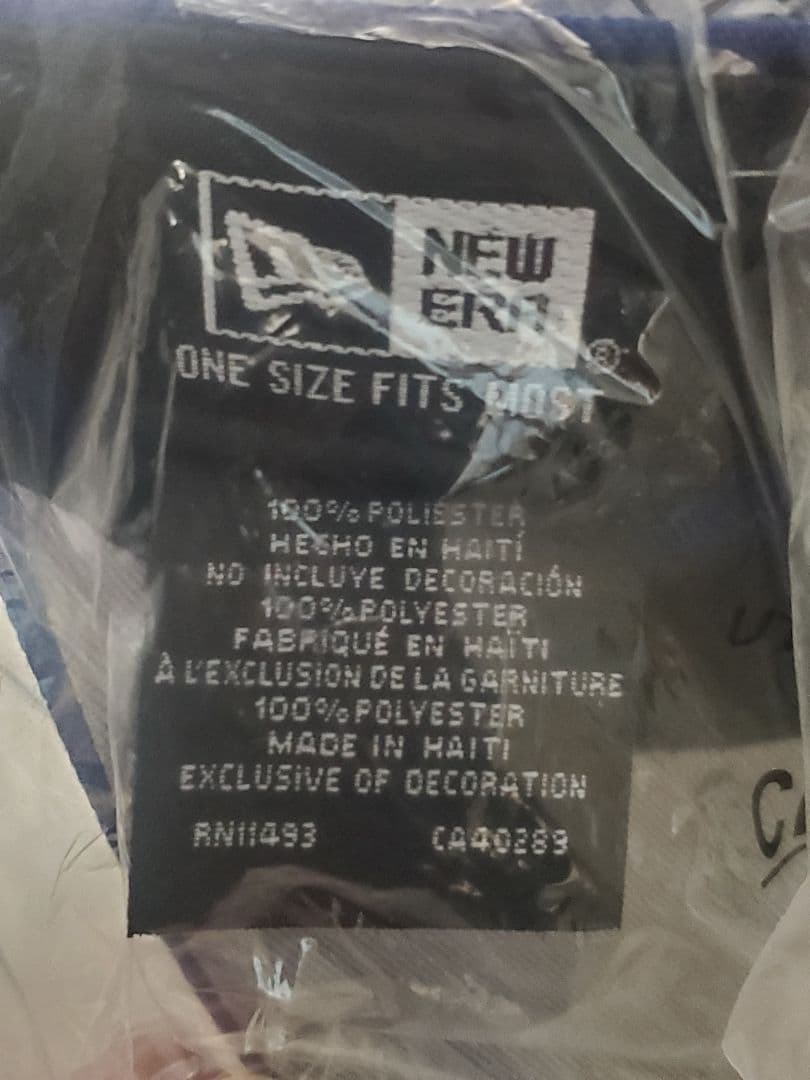 NEW
ERA
®
ONE SIZE FITS MOST
100% POLIESTER
HECHO EN HAITÍ
NO INCLUYE DECORACIÓN
100% POLYESTER
FABRIQUÉ EN HAÏTI
À L'EXCLUSION DE LA GARNITURE
100% POLYESTER
MADE IN HAITI
EXCLUSIVE OF DECORATION
RN11493 CA40289